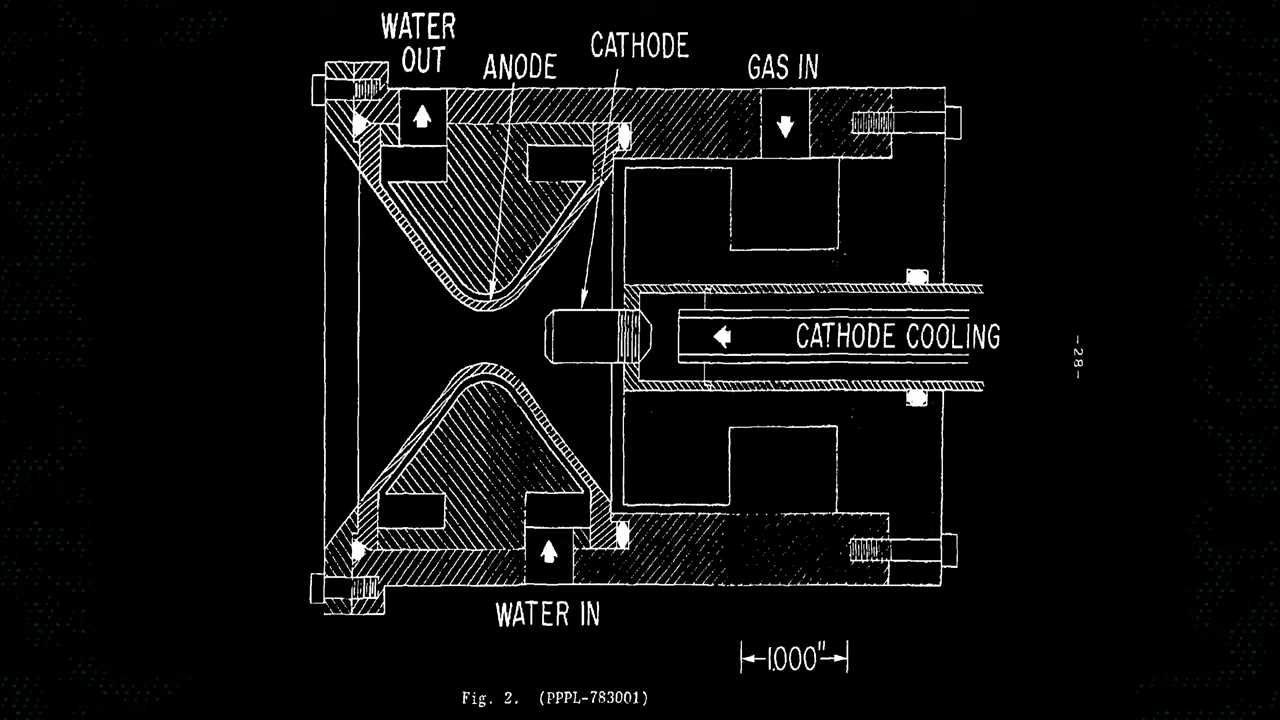 WATER
OUT
ANODE
CATHODE
GAS IN
CATHODE COOLING
-28-
WATER IN
1.000"
Fig. 2. (PPPL-783001)